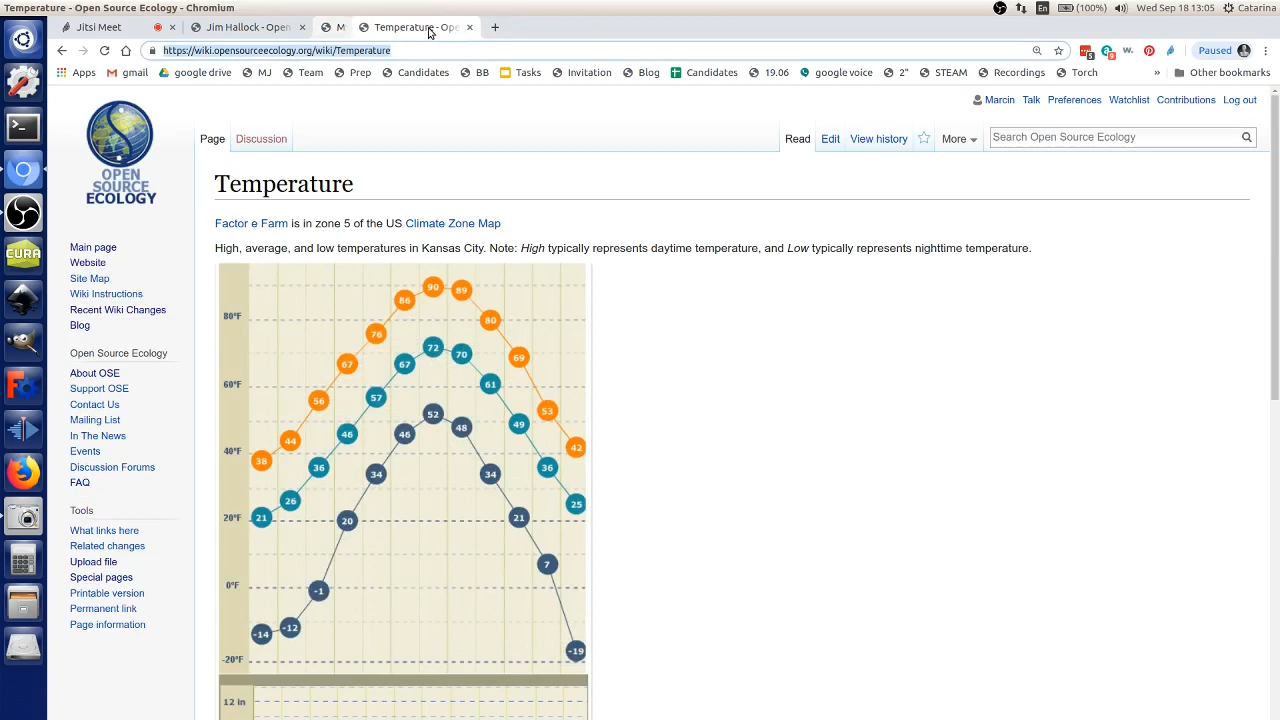 Temperature - Open Source Ecology - Chromium
En
(100%)
Wed Sep 18 13:05
Catarina
Jitsi Meet
Jim Hallock - Openi
M
Temperature - Ope
https://wiki.opensourceecology.org/wiki/Temperature
Paused
Apps
gmail
google drive
MJ
Team
Prep
Candidates
BB
Tasks
Invitation
Blog
Candidat
19.06
google voice
2"
STEAM
Recordings
Torch
»
Other bookmarks
Marcin
Talk
Preferences
Watchlist
Contributions
Log out
Page
Discussion
Read
Edit
View history
More
Search Open Source Ecology
OPEN
SOURCE
ECOLOGY
CURA
Main page
Website
Site Map
Wiki Instructions
Recent Wiki Changes
Blog
Open Source Ecology
About OSE
Support OSE
Contact Us
Mailing List
In The News
Events
Discussion Forums
FAQ
Tools
What links here
Related changes
Upload file
Special pages
Printable version
Permanent link
Page information
Temperature
Factor e Farm is in zone 5 of the US Climate Zone Map
High, average, and low temperatures in Kansas City. Note: High typically represents daytime temperature, and Low typically represents nighttime temperature.
80°F
60°F
40°F
20°F
0°F
-20°F
38
44
56
67
76
86
90
89
80
69
53
42
21
26
36
46
57
67
72
70
61
49
36
25
-14
-12
-1
20
34
46
52
48
34
21
7
-19
12 in